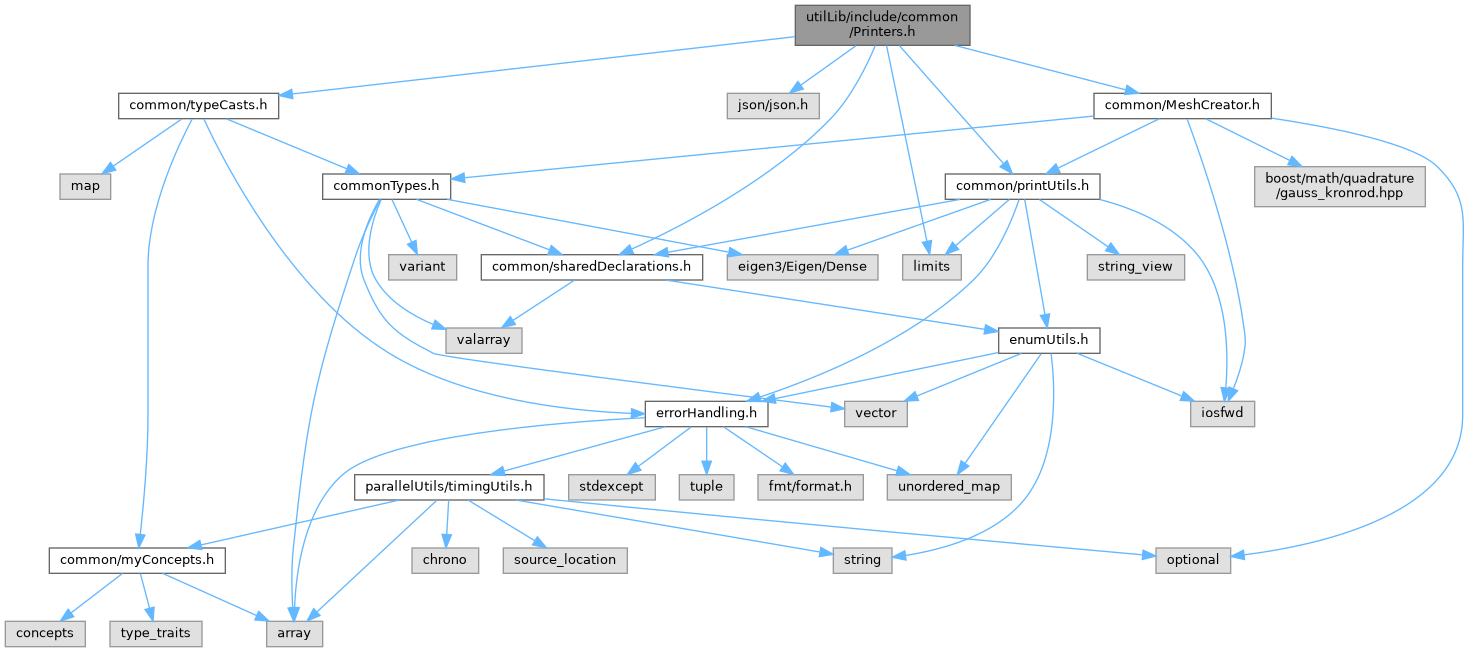 utilLib/include/common
/Printers.h
common/typeCasts.h
json/json.h
common/MeshCreator.h
map
commonTypes.h
common/printUtils.h
boost/math/quadrature
/gauss_kronrod.hpp
variant
common/sharedDeclarations.h
eigen3/Eigen/Dense
limits
string_view
valarray
enumUtils.h
errorHandling.h
vector
iosfwd
parallelUtils/timingUtils.h
stdexcept
tuple
fmt/format.h
unordered_map
common/myConcepts.h
chrono
source_location
string
optional
concepts
type_traits
array